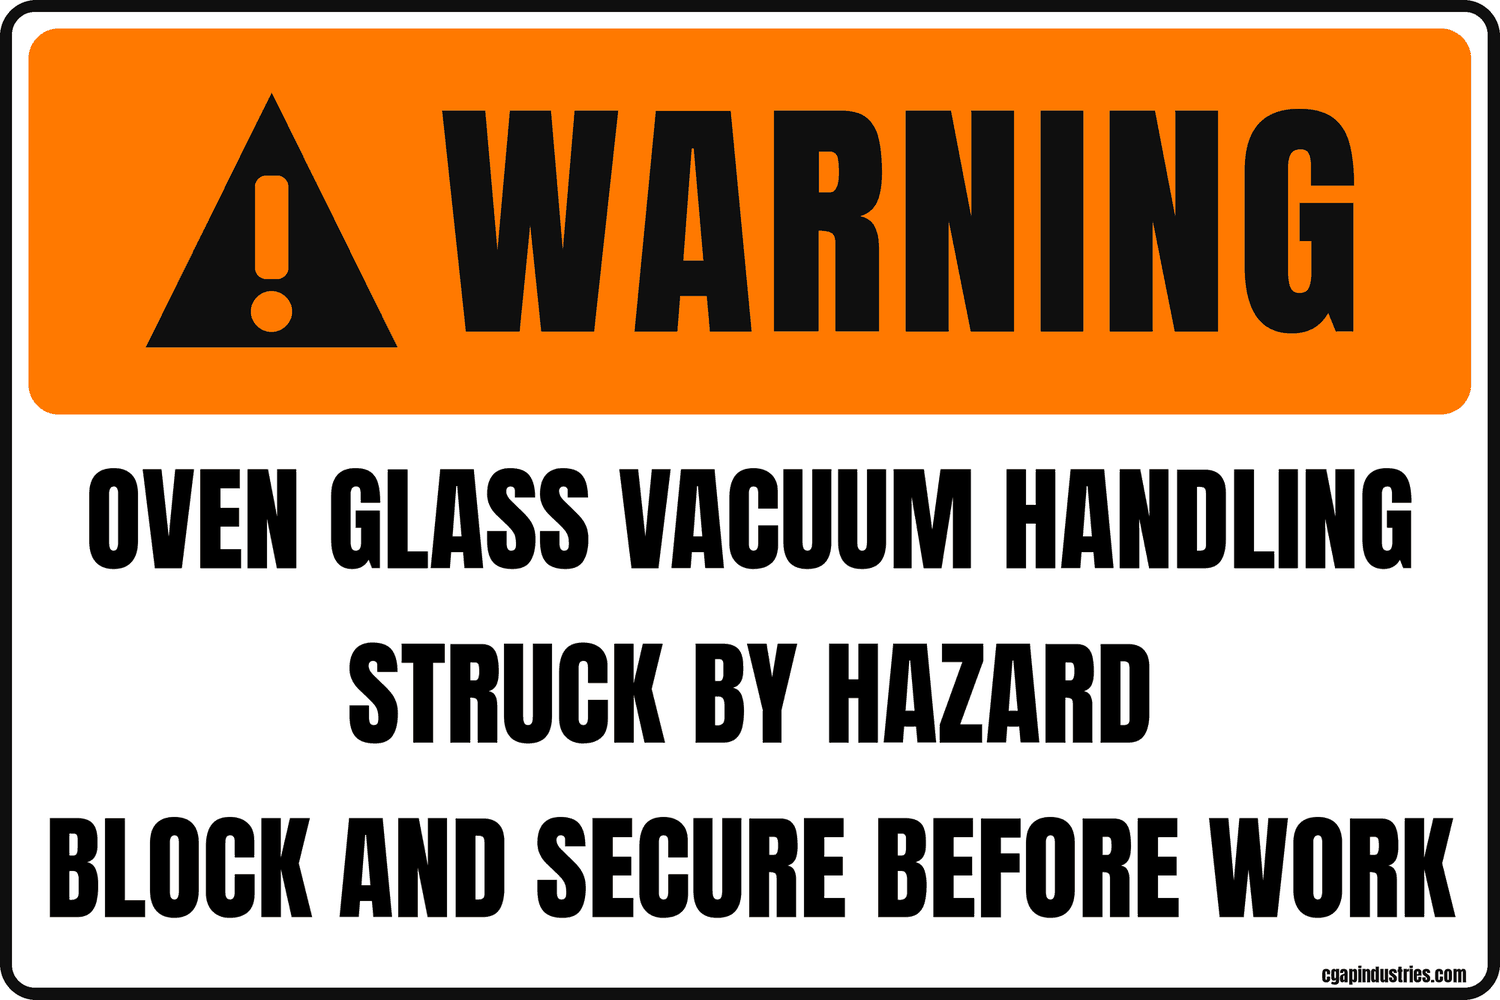 WARNING
OVEN GLASS VACUUM HANDLING
STRUCK BY HAZARD
BLOCK AND SECURE BEFORE WORK
cgapindustries.com